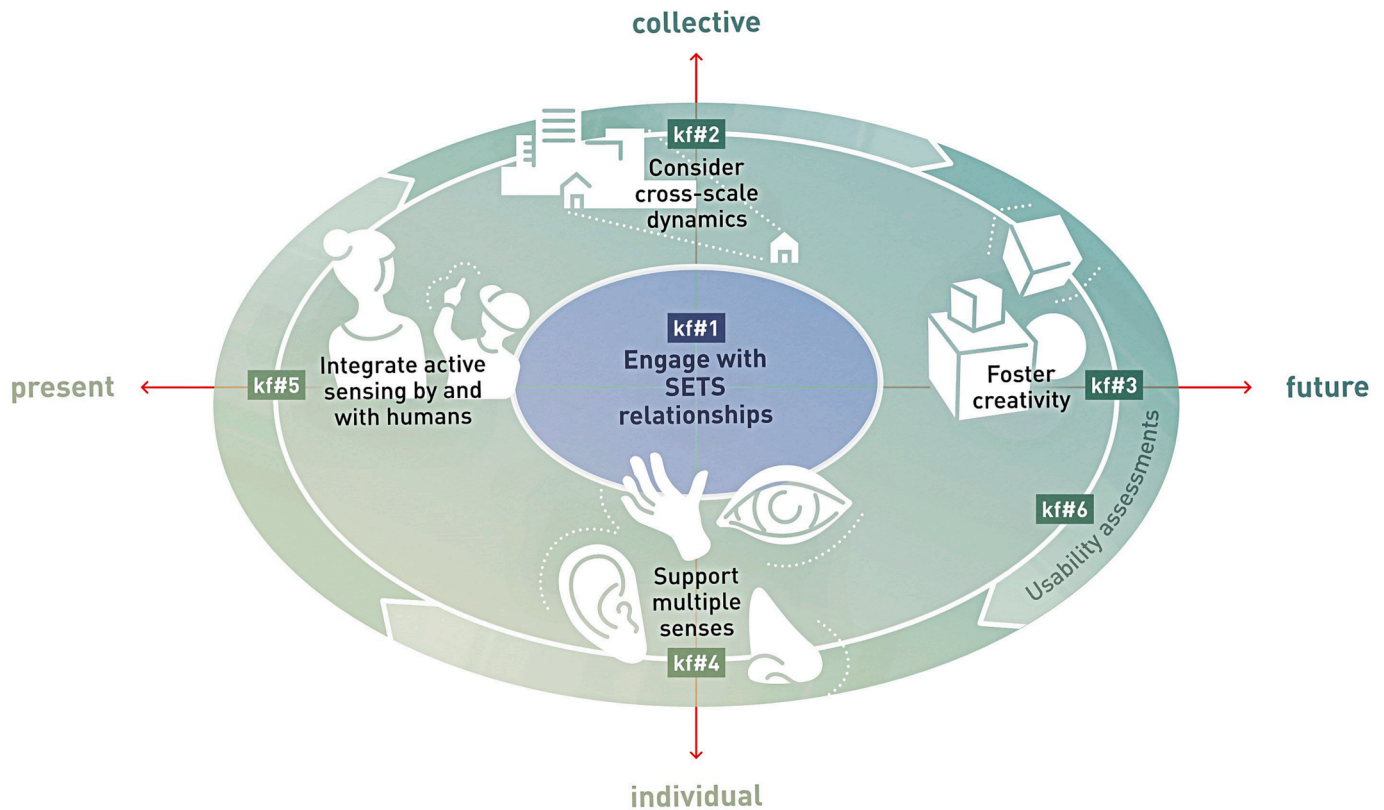 collective
kf#2
Consider
cross-scale
dynamics
kf#1
Engage with
SETS
relationships
present
kf#5
Integrate active
sensing by and
with humans
Foster
creativity
kf#3
future
kf#6
Usability assessments
Support
multiple
senses
kf#4
individual